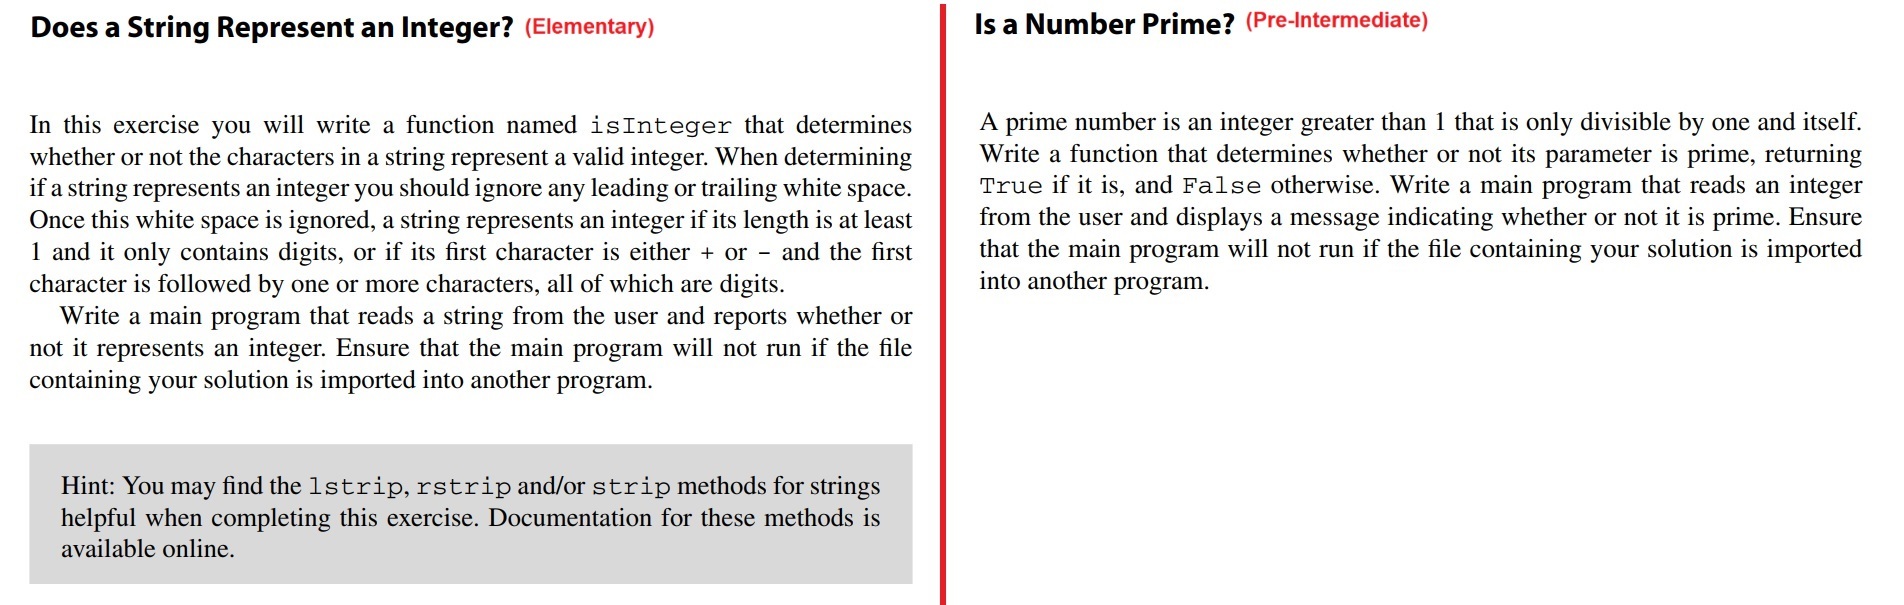 Does a String Represent an Integer? (Elementary)
In this exercise you will write a function named isInteger that determines
whether or not the characters in a string represent a valid integer. When determining
if a string represents an integer you should ignore any leading or trailing white space.
Once this white space is ignored, a string represents an integer if its length is at least
1 and it only contains digits, or if its first character is either + or - and the first
character is followed by one or more characters, all of which are digits.
Write a main program that reads a string from the user and reports whether or
not it represents an integer. Ensure that the main program will not run if the file
containing your solution is imported into another program.
Hint: You may find the lstrip, rstrip and/or strip methods for strings
helpful when completing this exercise. Documentation for these methods is
available online.
Is a Number Prime? (Pre-Intermediate)
A prime number is an integer greater than 1 that is only divisible by one and itself.
Write a function that determines whether or not its parameter is prime, returning
True if it is, and False otherwise. Write a main program that reads an integer
from the user and displays a message indicating whether or not it is prime. Ensure
that the main program will not run if the file containing your solution is imported
into another program.